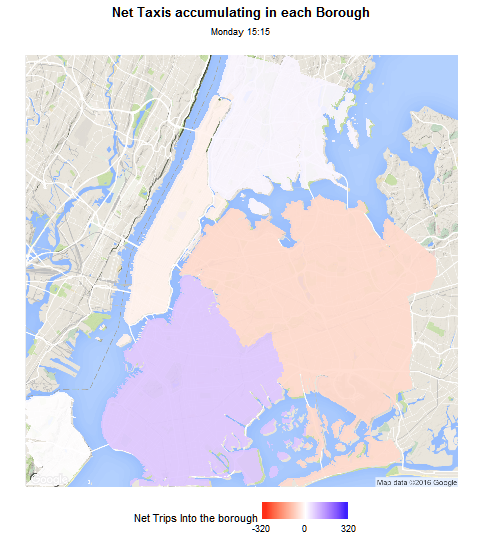 Net Taxis accumulating in each Borough
Monday 15:15
Map data ©2016 Google
Net Trips Into the borough
-320 0 320